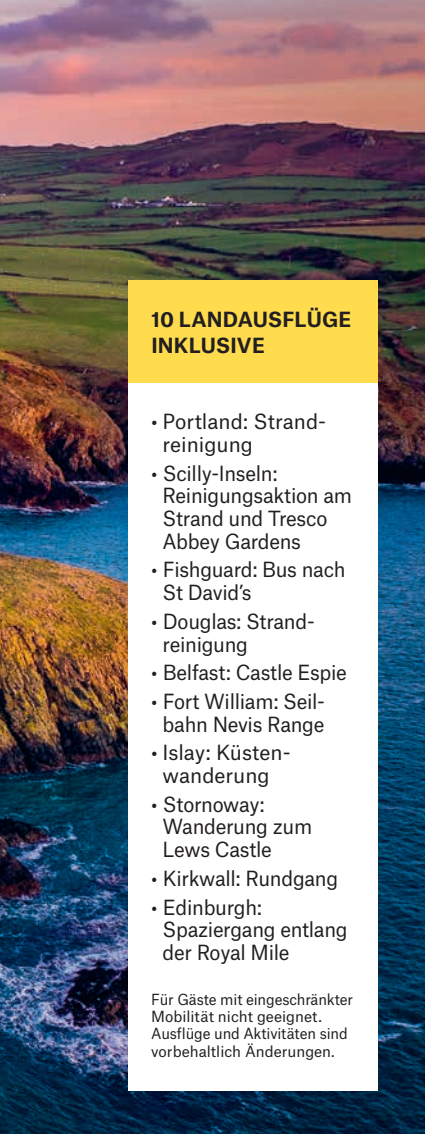 10 LANDAUSFLÜGE
INKLUSIVE
• Portland: Strand-
reinigung
• Scilly-Inseln:
Reinigungsaktion am
Strand und Tresco
Abbey Gardens
• Fishguard: Bus nach
St David’s
• Douglas: Strand-
reinigung
• Belfast: Castle Espie
• Fort William: Seil-
bahn Nevis Range
• Islay: Küsten-
wanderung
• Stornoway:
Wanderung zum
Lews Castle
• Kirkwall: Rundgang
• Edinburgh:
Spaziergang entlang
der Royal Mile
Für Gäste mit eingeschränkter
Mobilität nicht geeignet.
Ausflüge und Aktivitäten sind
vorbehaltlich Änderungen.